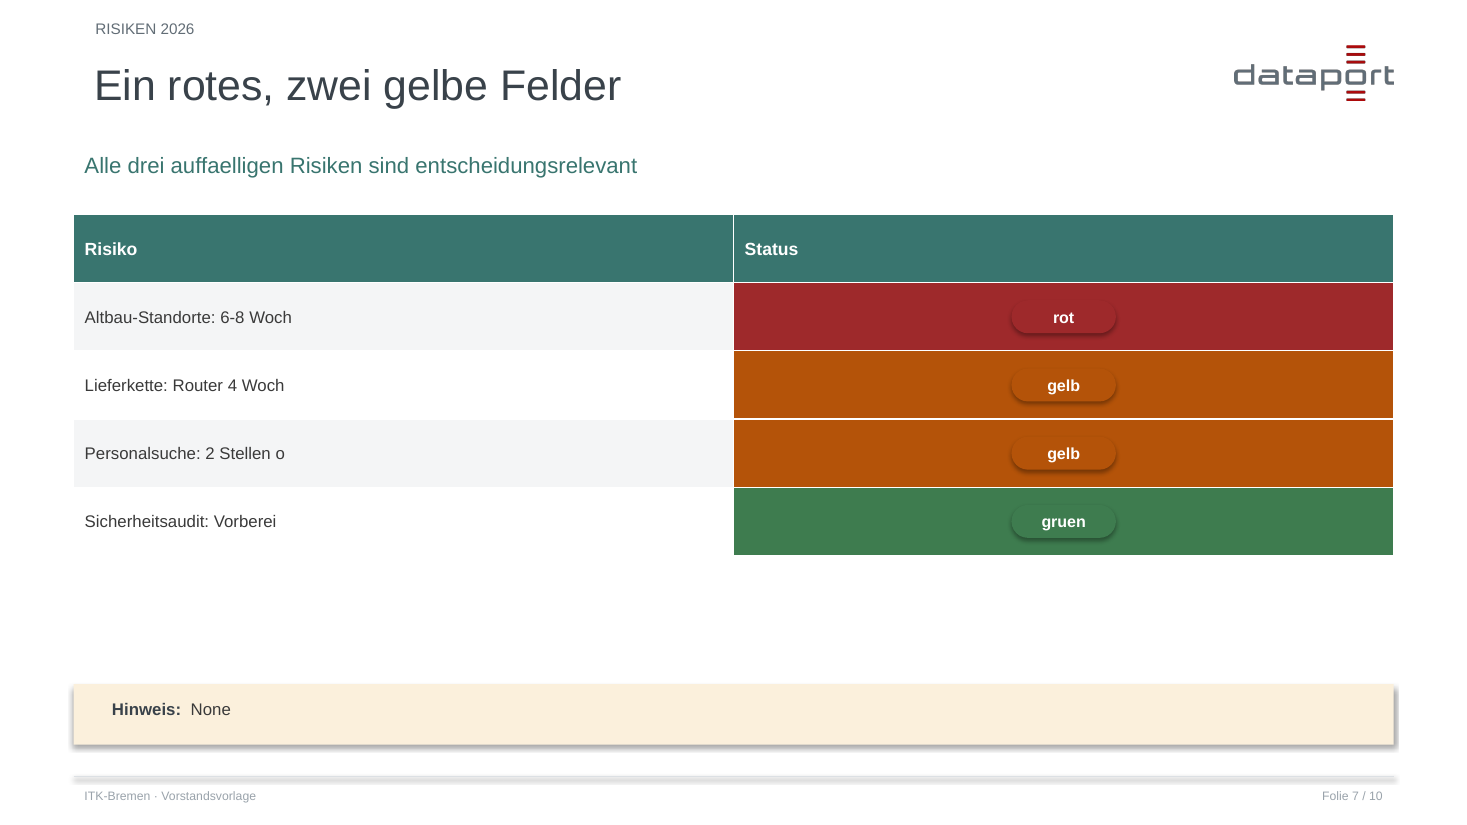 RISIKEN 2026
Ein rotes, zwei gelbe Felder
dataport
Alle drei auffaelligen Risiken sind entscheidungsrelevant
Risiko Status
Altbau-Standorte: 6-8 Woch rot
Lieferkette: Router 4 Woch gelb
Personalsuche: 2 Stellen o gelb
Sicherheitsaudit: Vorberei gruen
Hinweis: None
ITK-Bremen · Vorstandsvorlage Folie 7 / 10